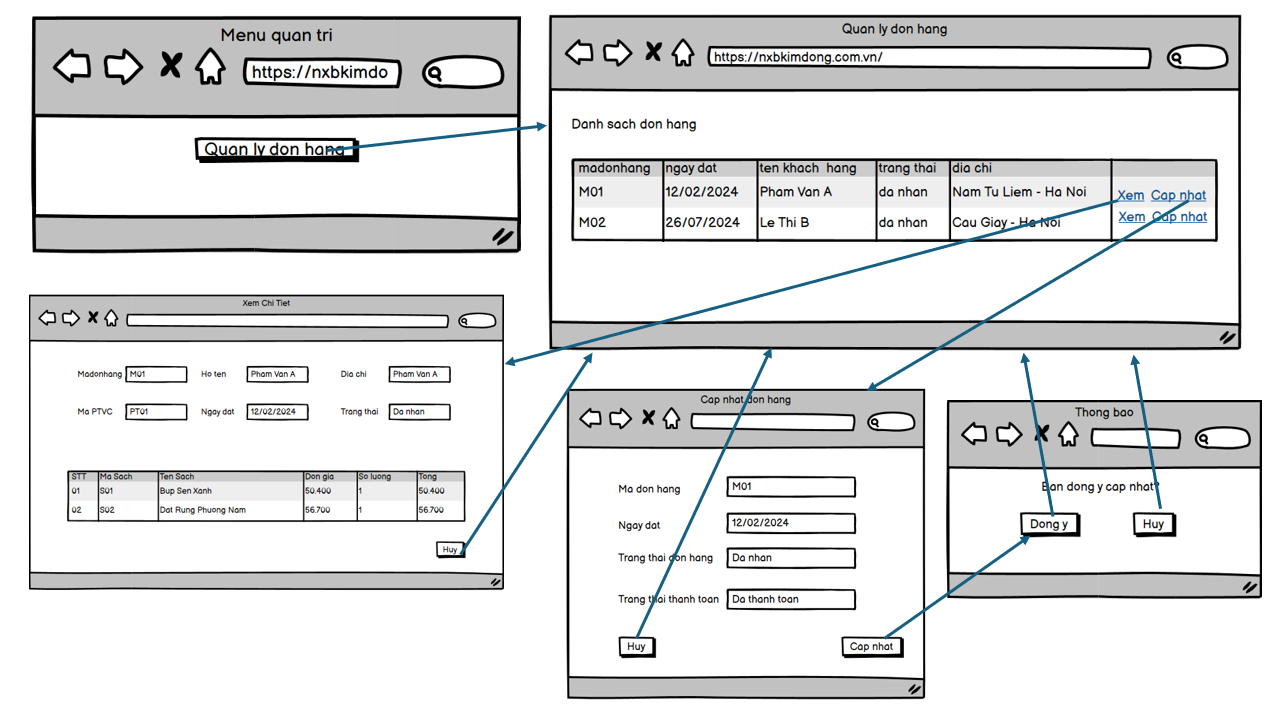 Menu quan tri
https://nxbkimdo
Quan ly don hang
Quan ly don hang
https://nxbkimdong.com.vn/
Danh sach don hang
madonhang ngay dat ten khach hang trang thai dia chi
M01 12/02/2024 Pham Van A da nhan Nam Tu Liem - Ha Noi Xem Cap nhat
M02 26/07/2024 Le Thi B da nhan Cau Giay - Ha Noi Xem Cap nhat
Xem Chi Tiet
Madonhang M01 Ho ten Pham Van A Dia chi Pham Van A
Ma PTVC PT01 Ngay dat 12/02/2024 Trang thai Da nhan
STT Ma Sach Ten Sach Don gia So luong Tong
01 S01 Bup Sen Xanh 50.400 1 50.400
02 S02 Dat Rung Phuong Nam 56.700 1 56.700
Huy
Cap nhat don hang
Ma don hang M01
Ngay dat 12/02/2024
Trang thai don hang Da nhan
Trang thai thanh toan Da thanh toan
Huy Cap nhat
Thong bao
Ban dong y cap nhat?
Dong y Huy